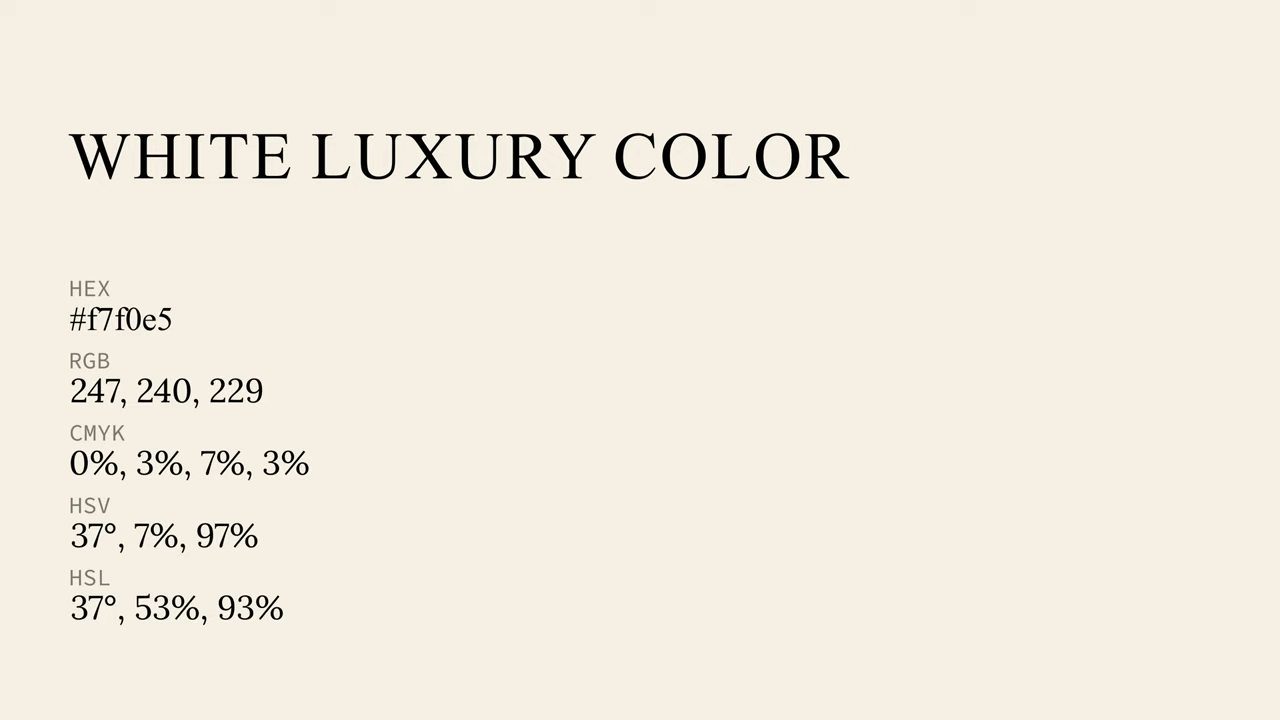 WHITE LUXURY COLOR
HEX
#f7f0e5
RGB
247, 240, 229
CMYK
0%, 3%, 7%, 3%
HSV
37°, 7%, 97%
HSL
37°, 53%, 93%